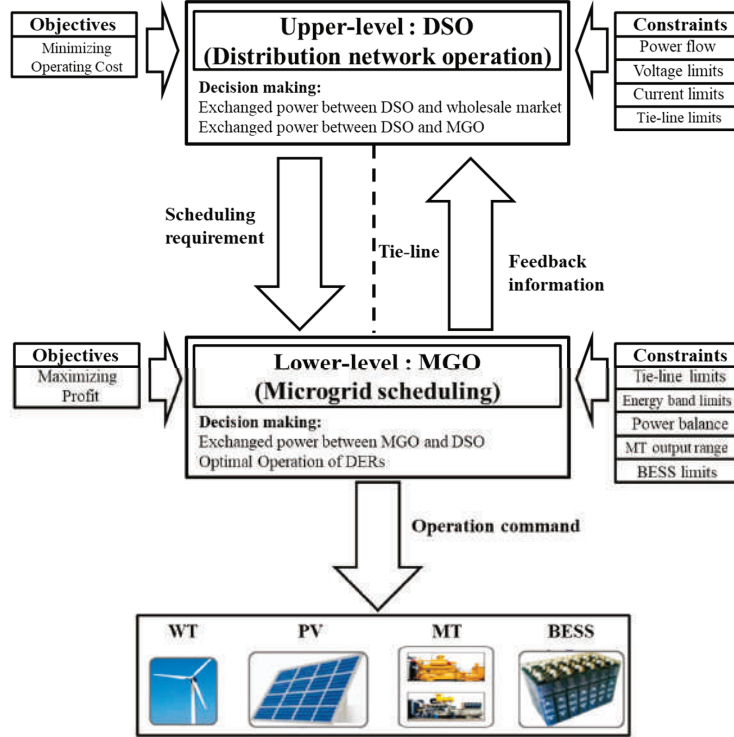 Objectives
Minimizing
Operating Cost
Upper-level : DSO
(Distribution network operation)
Decision making:
Exchanged power between DSO and wholesale market
Exchanged power between DSO and MGO
Constraints
Power flow
Voltage limits
Current limits
Tie-line limits
Scheduling
requirement
Tie-line
Feedback
information
Objectives
Maximizing
Profit
Lower-level : MGO
(Microgrid scheduling)
Decision making:
Exchanged power between MGO and DSO
Optimal Operation of DERs
Constraints
Tie-line limits
Energy band limits
Power balance
MT output range
BESS limits
Operation command
WT
PV
MT
BESS